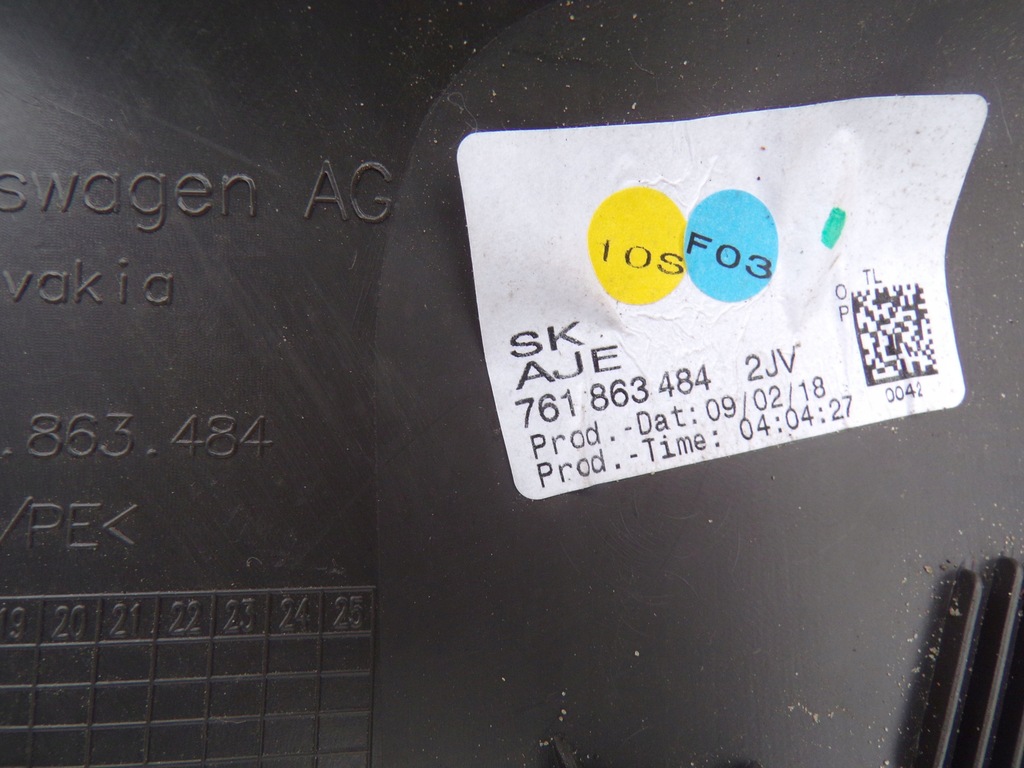 swagen AG
vakia
.863.484
/PE<
19 20 21 22 23 24 25
10S F03
TL
O
P
0042
SK
AJE
761 863 484 2JV
Prod.-Dat: 09/02/18
Prod.-Time: 04:04:27